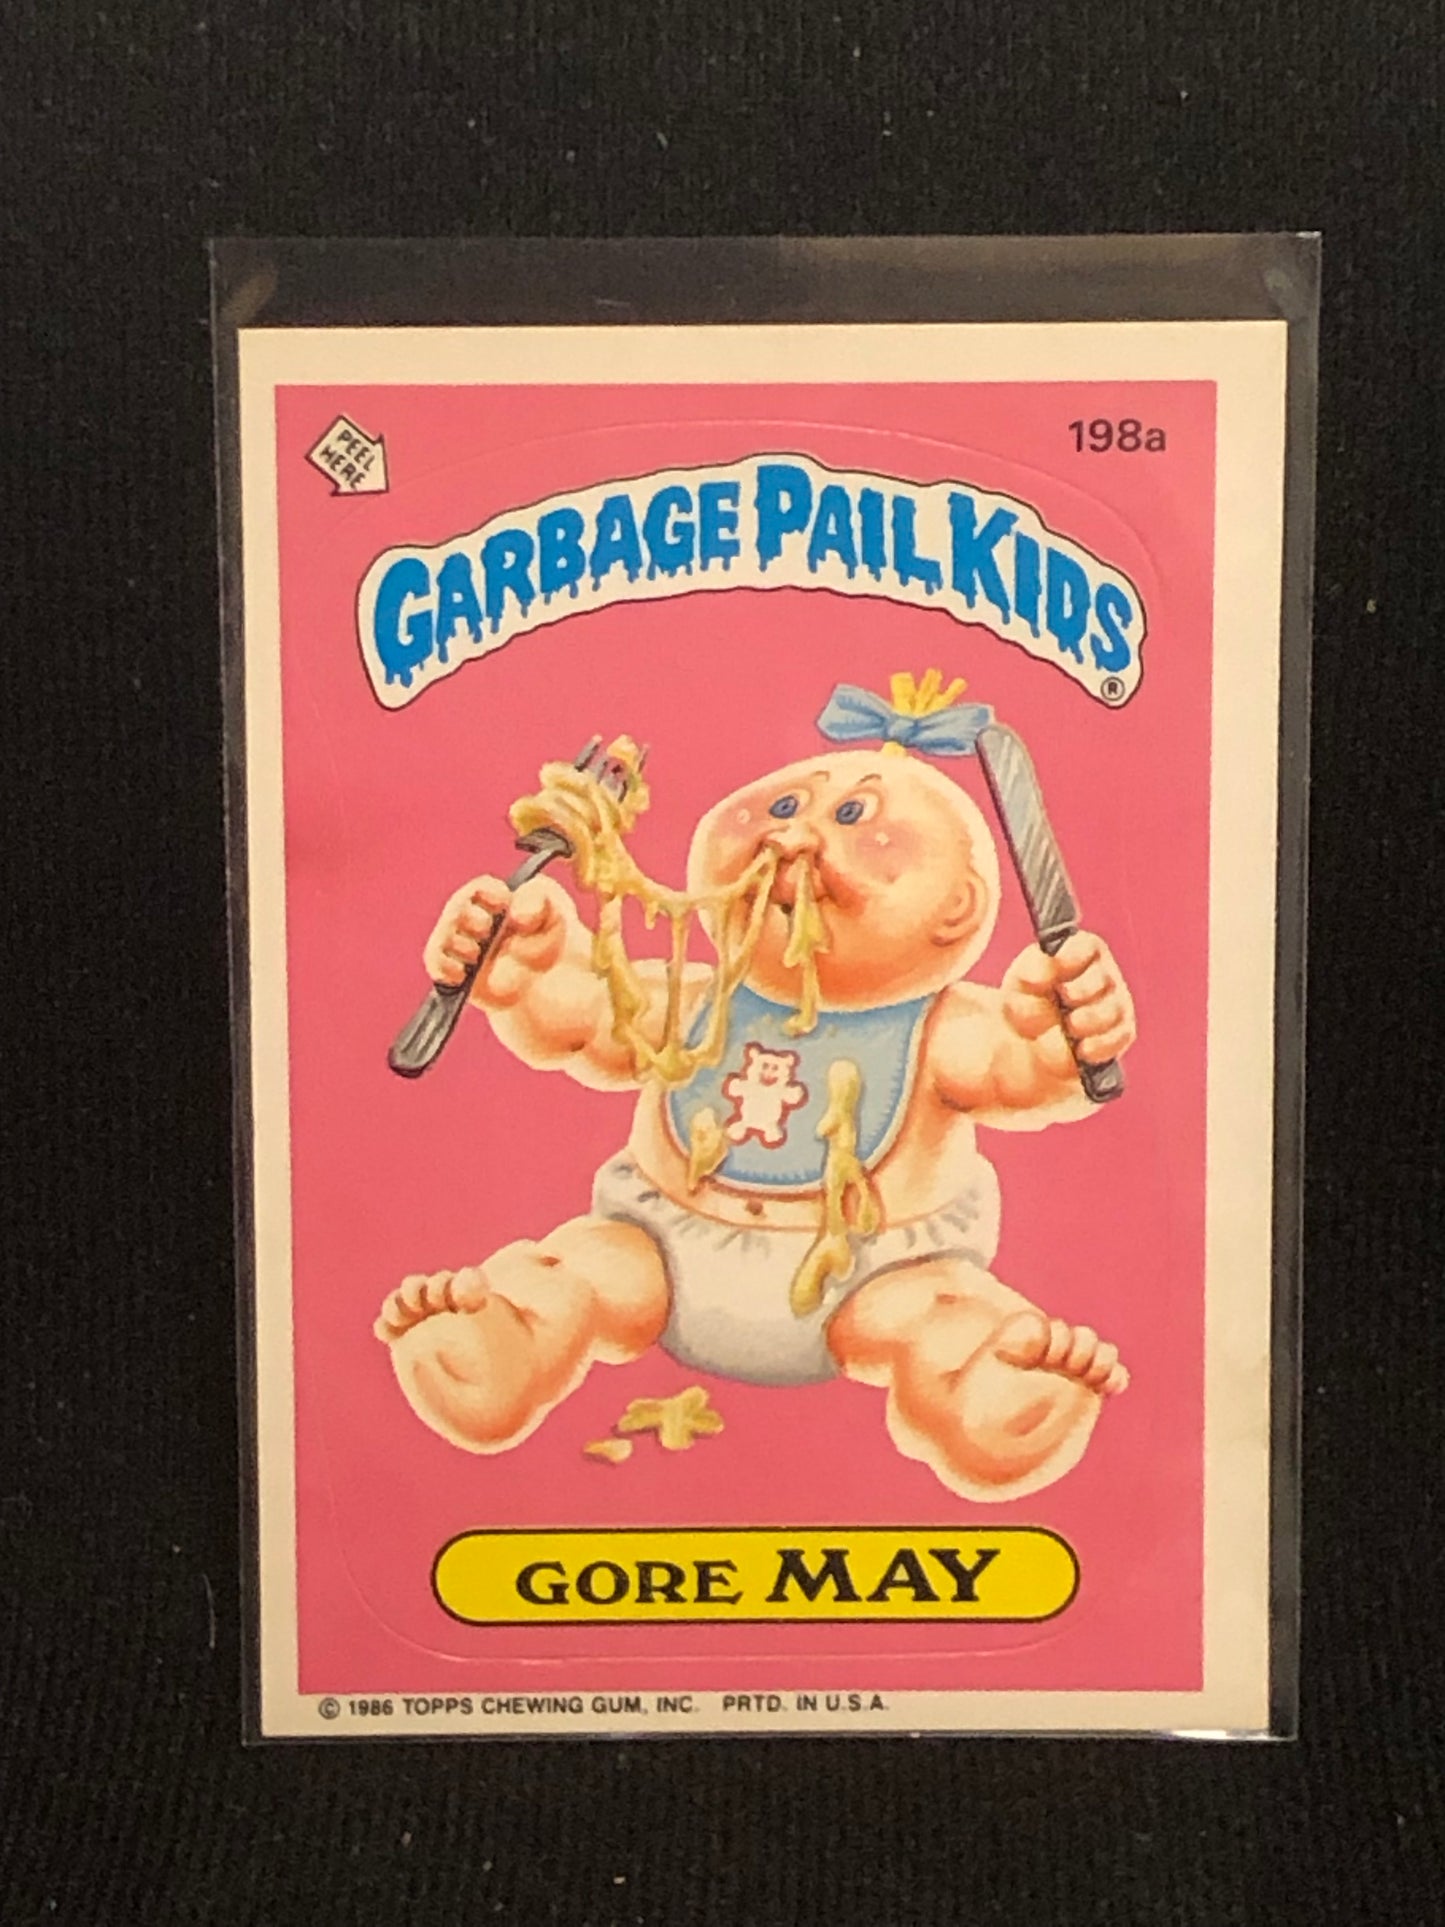 PEEL
HERE
198a
GARBAGE PAIL KIDS
®
GORE MAY
© 1986 TOPPS CHEWING GUM, INC. PRTD. IN U.S.A.